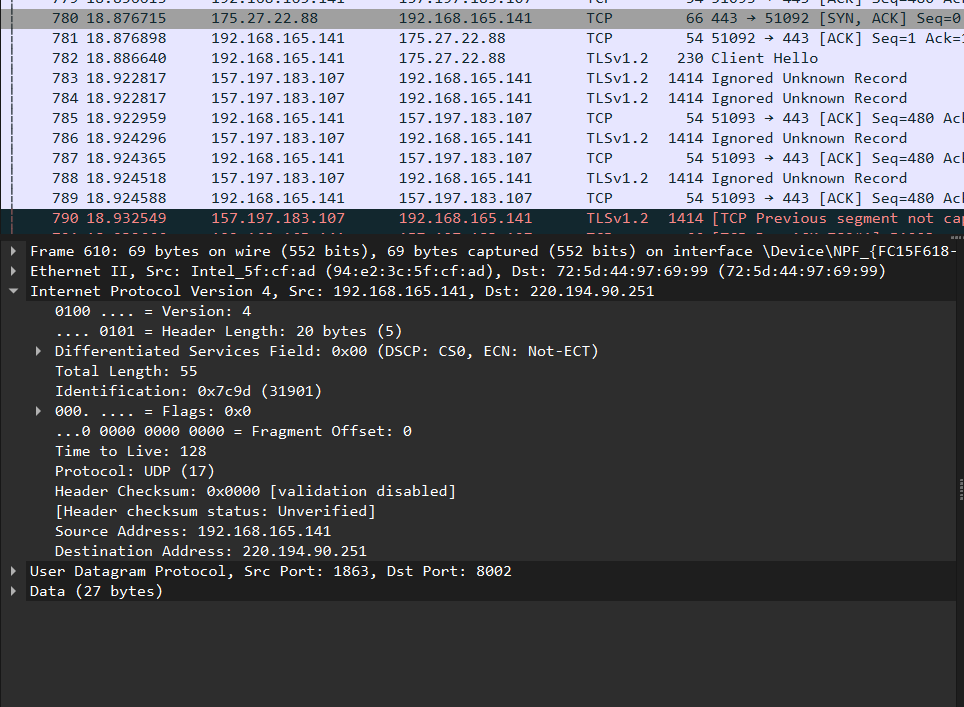 780 18.876715 175.27.22.88 192.168.165.141 TCP 66 443 → 51092 [SYN, ACK] Seq=0
781 18.876898 192.168.165.141 175.27.22.88 TCP 54 51092 → 443 [ACK] Seq=1 Ack=
782 18.886640 192.168.165.141 175.27.22.88 TLSv1.2 230 Client Hello
783 18.922817 157.197.183.107 192.168.165.141 TLSv1.2 1414 Ignored Unknown Record
784 18.922817 157.197.183.107 192.168.165.141 TLSv1.2 1414 Ignored Unknown Record
785 18.922959 192.168.165.141 157.197.183.107 TCP 54 51093 → 443 [ACK] Seq=480 Ac
786 18.924296 157.197.183.107 192.168.165.141 TLSv1.2 1414 Ignored Unknown Record
787 18.924365 192.168.165.141 157.197.183.107 TCP 54 51093 → 443 [ACK] Seq=480 Ac
788 18.924518 157.197.183.107 192.168.165.141 TLSv1.2 1414 Ignored Unknown Record
789 18.924588 192.168.165.141 157.197.183.107 TCP 54 51093 → 443 [ACK] Seq=480 Ac
790 18.932549 157.197.183.107 192.168.165.141 TLSv1.2 1414 [TCP Previous segment not ca
Frame 610: 69 bytes on wire (552 bits), 69 bytes captured (552 bits) on interface \Device\NPF_{FC15F618-
Ethernet II, Src: Intel_5f:cf:ad (94:e2:3c:5f:cf:ad), Dst: 72:5d:44:97:69:99 (72:5d:44:97:69:99)
Internet Protocol Version 4, Src: 192.168.165.141, Dst: 220.194.90.251
0100 .... = Version: 4
.... 0101 = Header Length: 20 bytes (5)
Differentiated Services Field: 0x00 (DSCP: CS0, ECN: Not-ECT)
Total Length: 55
Identification: 0x7c9d (31901)
000. .... = Flags: 0x0
...0 0000 0000 0000 = Fragment Offset: 0
Time to Live: 128
Protocol: UDP (17)
Header Checksum: 0x0000 [validation disabled]
[Header checksum status: Unverified]
Source Address: 192.168.165.141
Destination Address: 220.194.90.251
User Datagram Protocol, Src Port: 1863, Dst Port: 8002
Data (27 bytes)